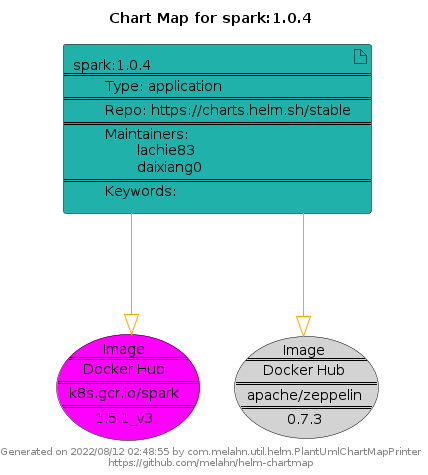 Chart Map for spark:1.0.4
spark:1.0.4
Type: application
Repo: https://charts.helm.sh/stable
Maintainers:
lachie83
daixiang0
Keywords:
Image
Docker Hub
k8s.gcr.io/spark
1.5.1_v3
Image
Docker Hub
apache/zeppelin
0.7.3
Generated on 2022/08/12 02:48:55 by com.melahn.util.helm.PlantUmlChartMapPrinter
https://github.com/melahn/helm-chartmap